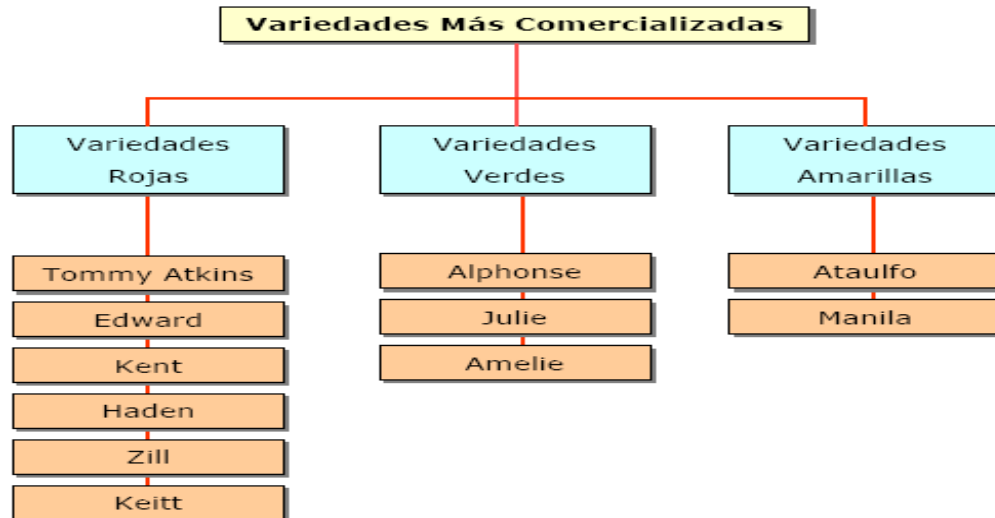 Variedades Más Comercializadas
Variedades
Rojas
Tommy Atkins
Edward
Kent
Haden
Zill
Keitt
Variedades
Verdes
Alphonse
Julie
Amelie
Variedades
Amarillas
Ataulfo
Manila